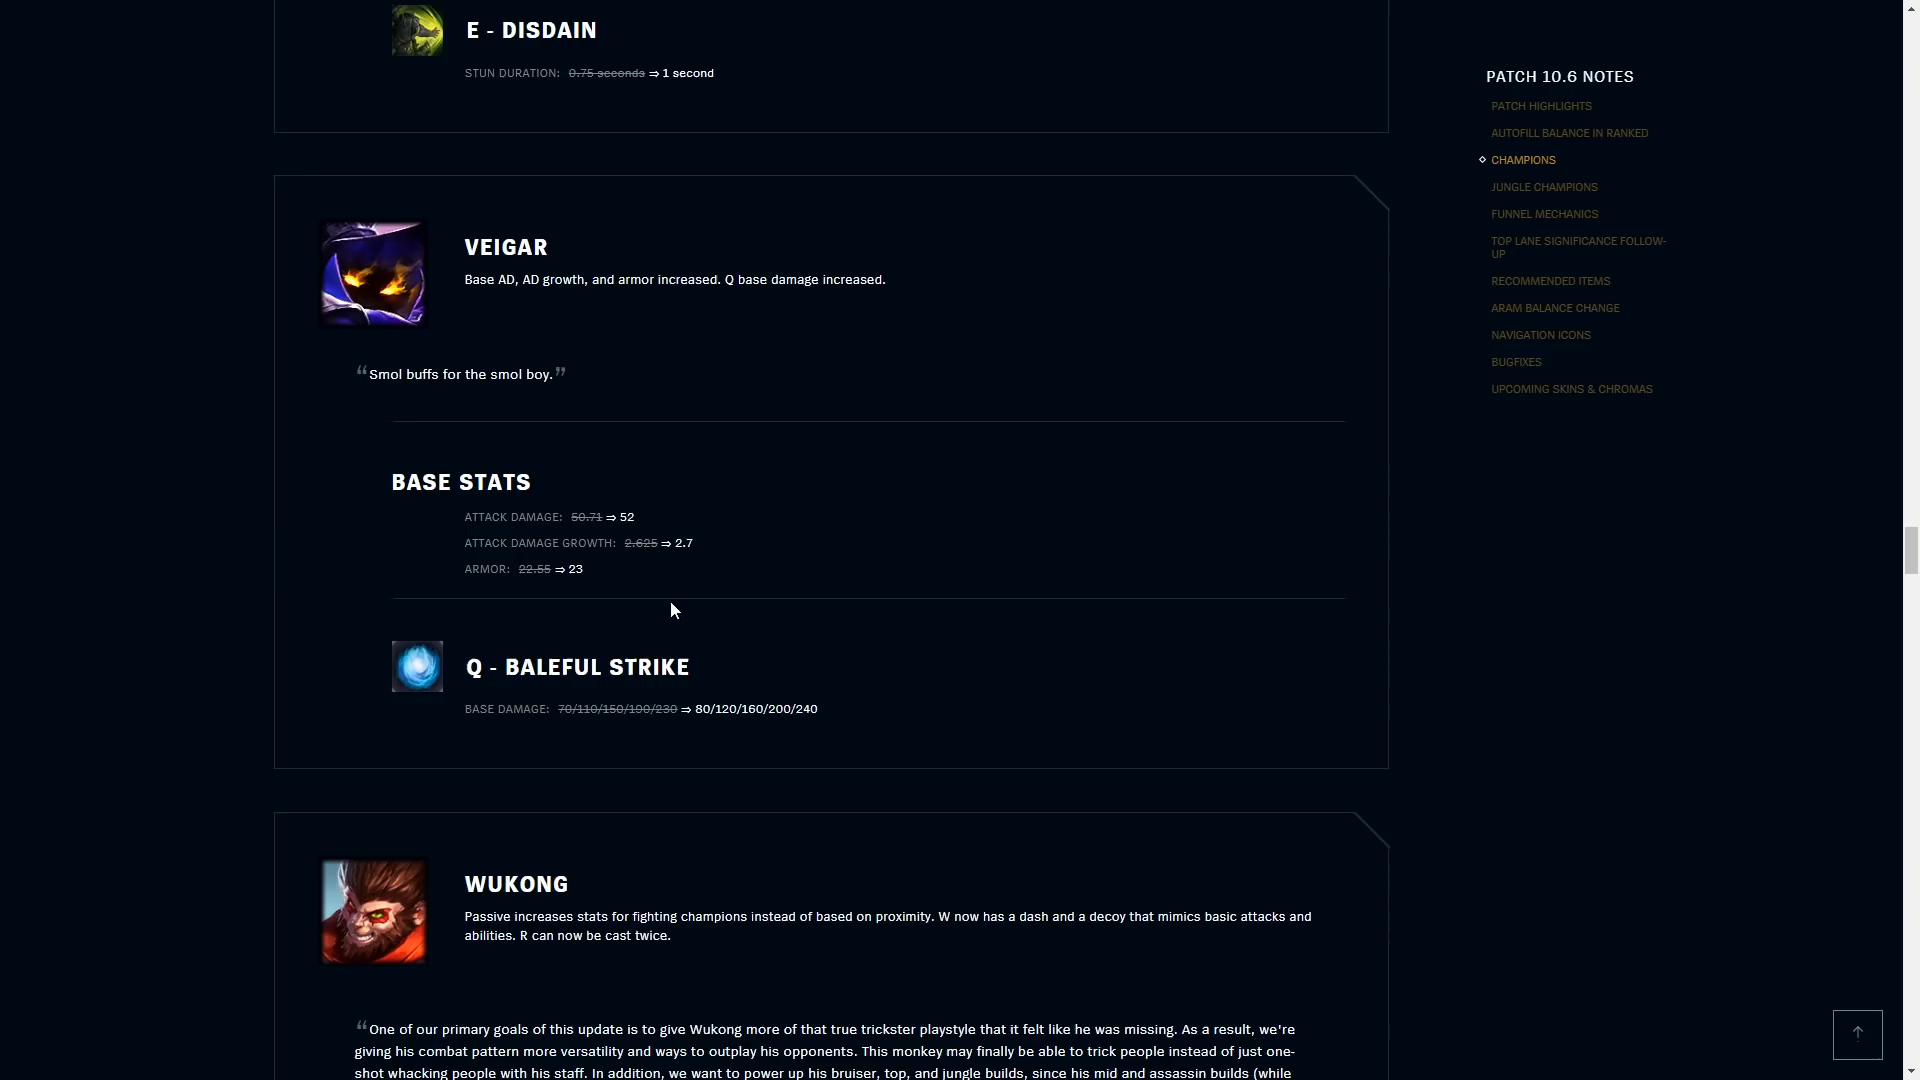 E - DISDAIN
STUN DURATION: 0.75 seconds ⇒ 1 second
VEIGAR
Base AD, AD growth, and armor increased. Q base damage increased.
“Smol buffs for the smol boy.”
BASE STATS
ATTACK DAMAGE: 50.71 ⇒ 52
ATTACK DAMAGE GROWTH: 2.625 ⇒ 2.7
ARMOR: 22.55 ⇒ 23
Q - BALEFUL STRIKE
BASE DAMAGE: 70/110/150/190/230 ⇒ 80/120/160/200/240
WUKONG
Passive increases stats for fighting champions instead of based on proximity. W now has a dash and a decoy that mimics basic attacks and
abilities. R can now be cast twice.
“One of our primary goals of this update is to give Wukong more of that true trickster playstyle that it felt like he was missing. As a result, we're
giving his combat pattern more versatility and ways to outplay his opponents. This monkey may finally be able to trick people instead of just one-
shot whacking people with his staff. In addition, we want to power up his bruiser, top, and jungle builds, since his mid and assassin builds (while
PATCH 10.6 NOTES
PATCH HIGHLIGHTS
AUTOFILL BALANCE IN RANKED
CHAMPIONS
JUNGLE CHAMPIONS
FUNNEL MECHANICS
TOP LANE SIGNIFICANCE FOLLOW-
UP
RECOMMENDED ITEMS
ARAM BALANCE CHANGE
NAVIGATION ICONS
BUGFIXES
UPCOMING SKINS & CHROMAS